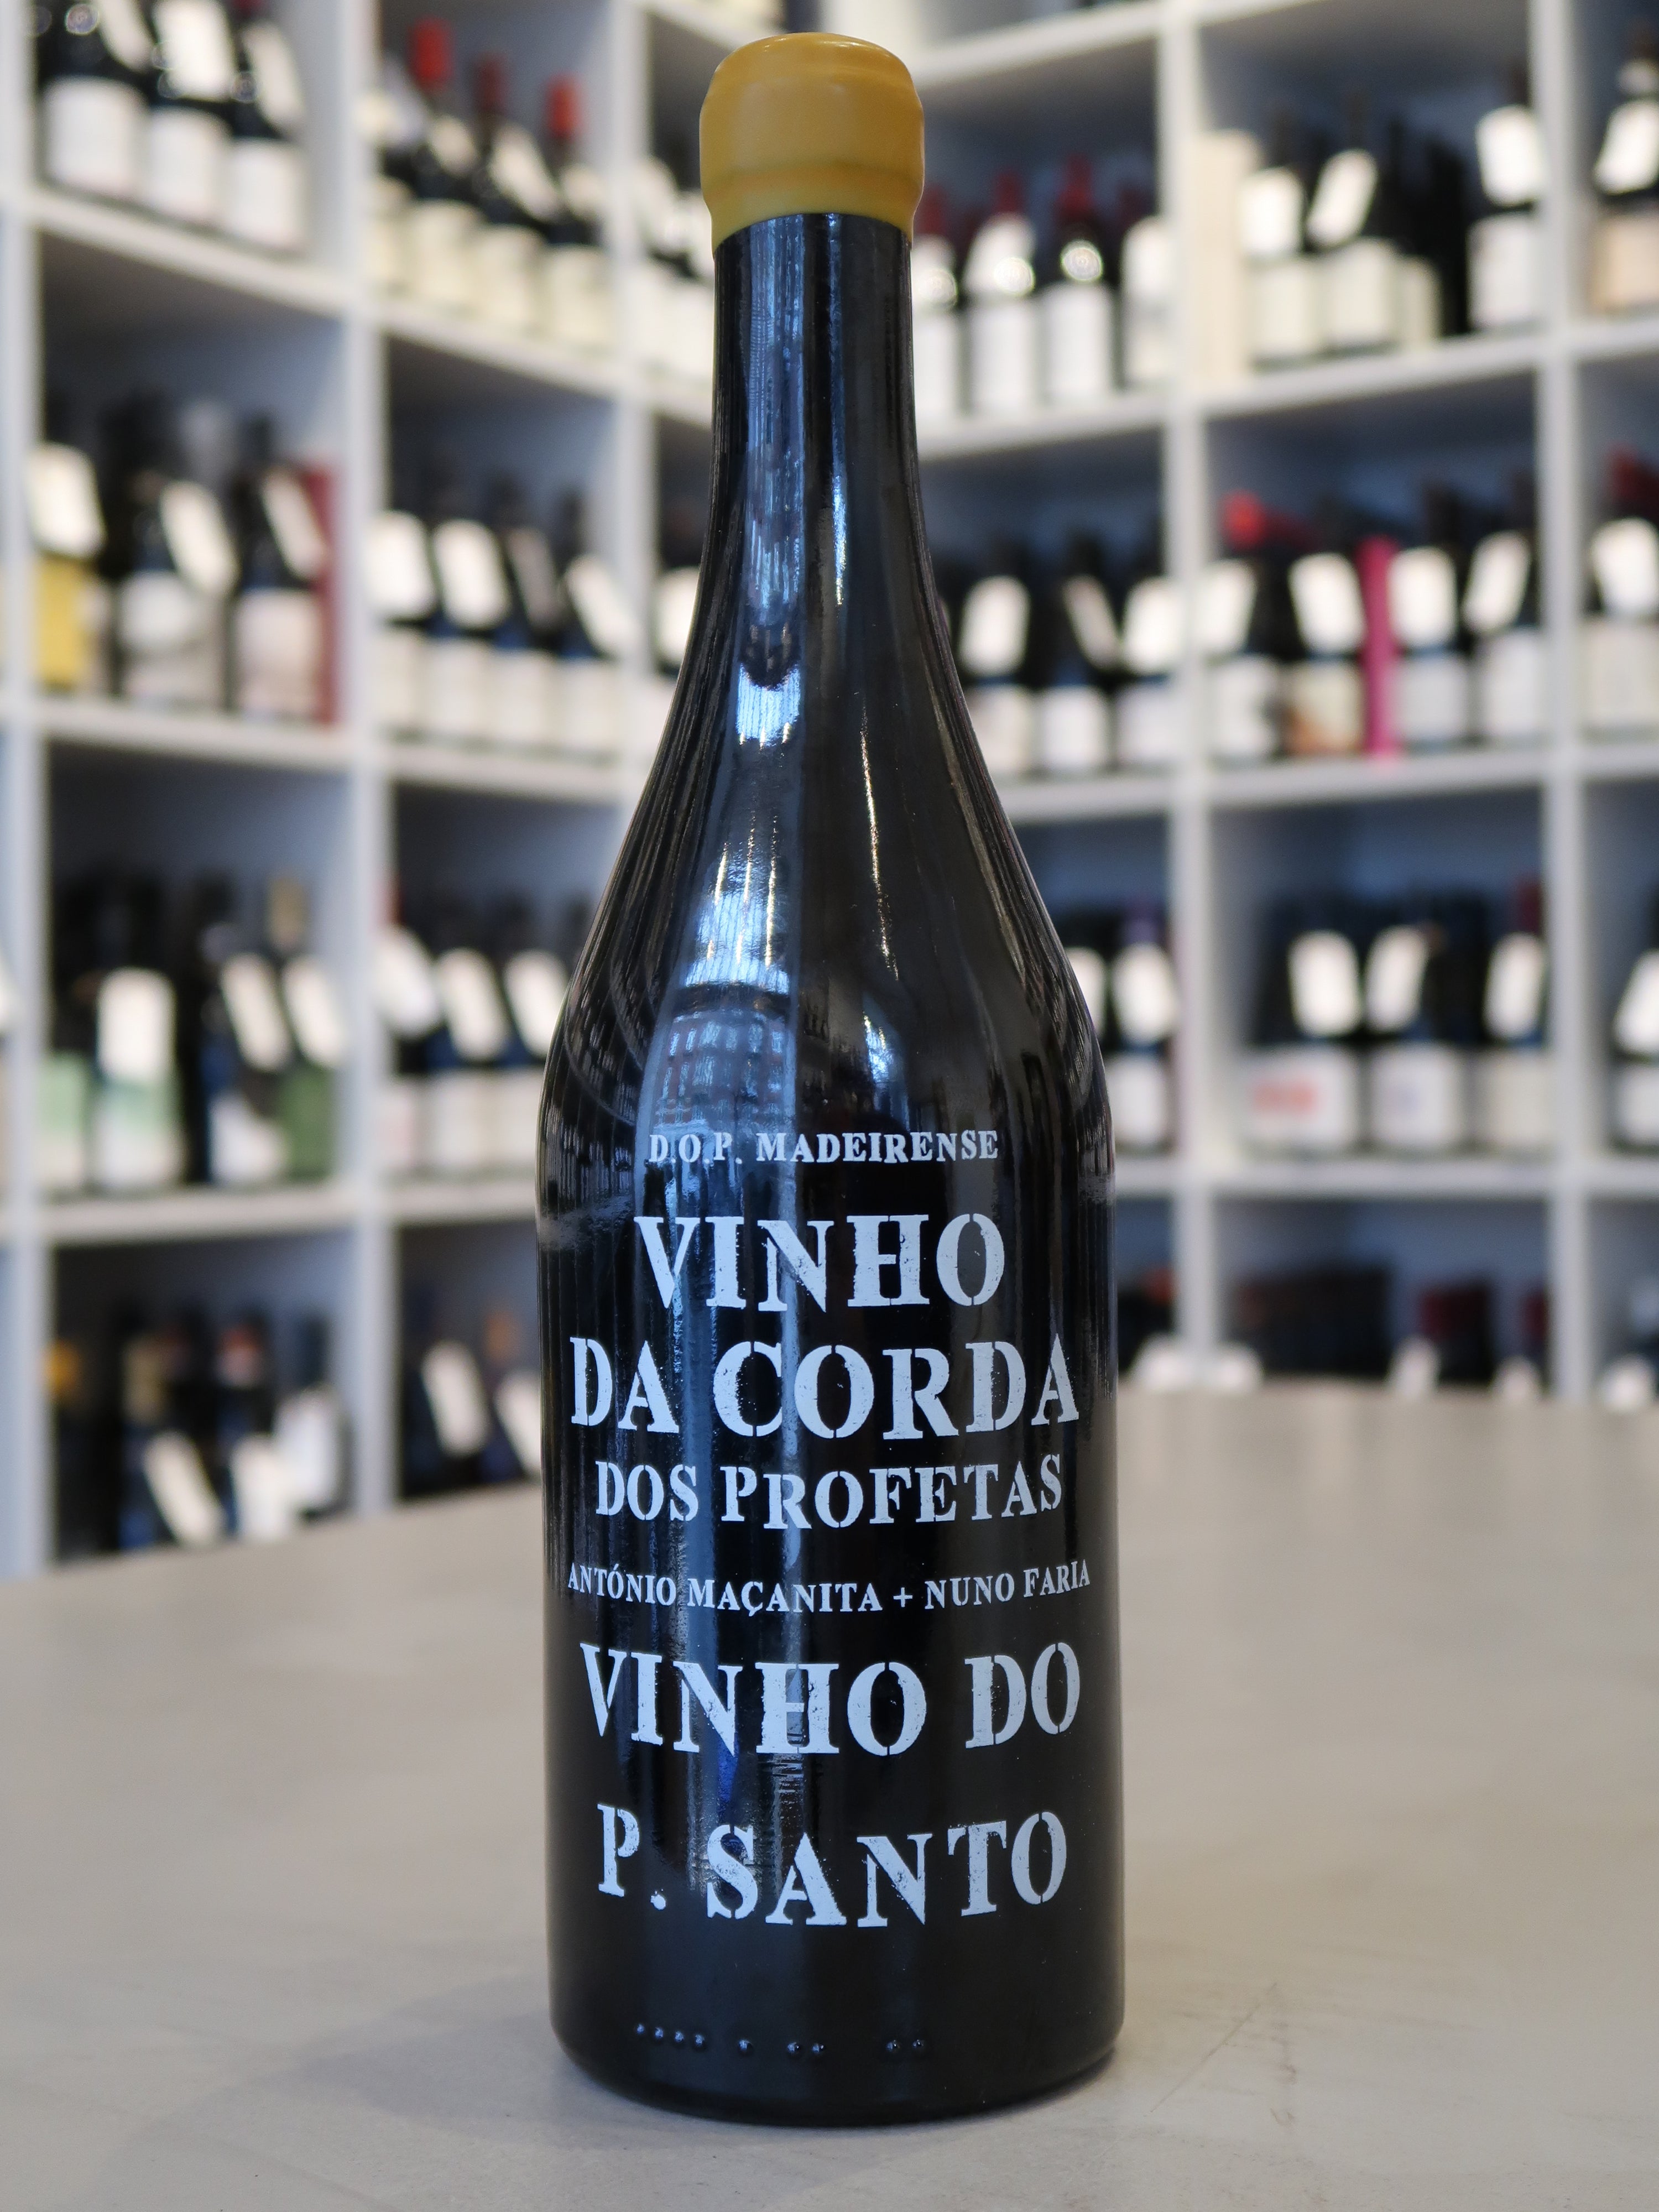 D.O.P. MADEIRENSE
VINHO
DA CORDA
DOS PROFETAS
ANTÓNIO MAÇANITA + NUNO FARIA
VINHO DO
P. SANTO